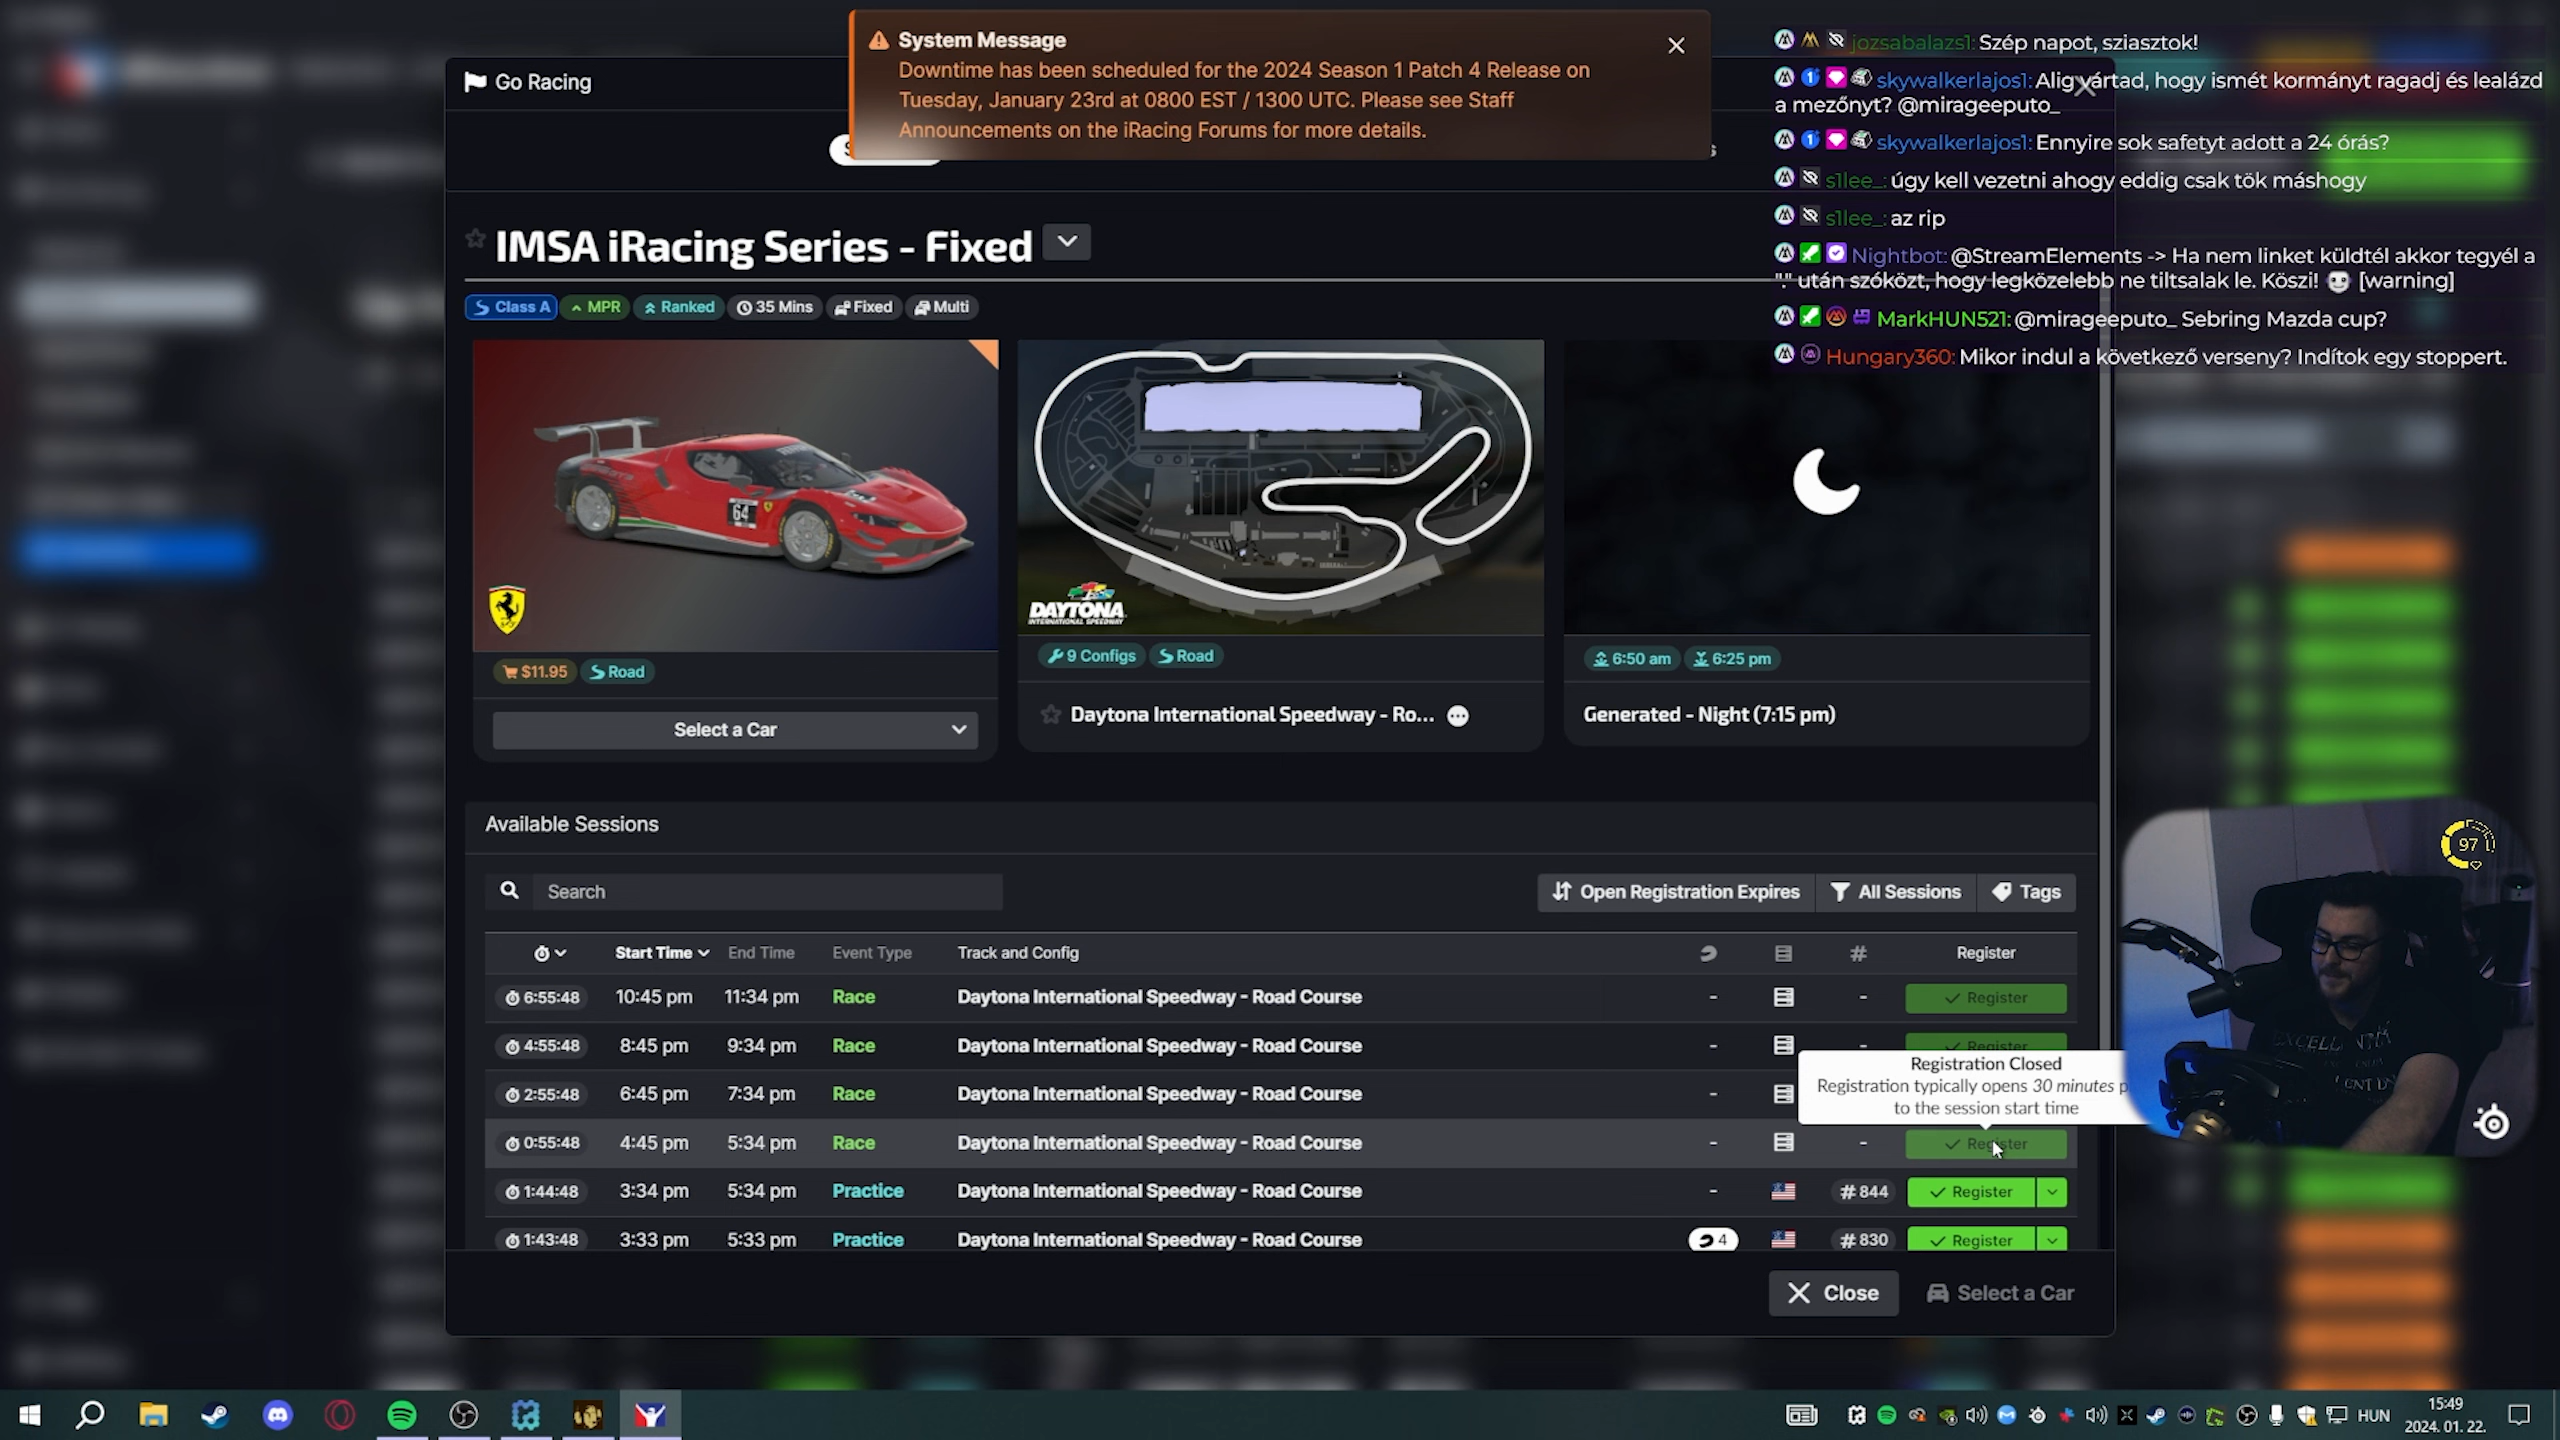 System Message
Downtime has been scheduled for the 2024 Season 1 Patch 4 Release on
Tuesday, January 23rd at 0800 EST / 1300 UTC. Please see Staff
Announcements on the iRacing Forums for more details.
Go Racing
jozsabalazs1: Szép napot, sziasztok!
skywalkerlajos1: Alig vártad, hogy ismét kormányt ragadj és lealázd
a mezőnyt? @mirageeputo_
skywalkerlajos1: Ennyire sok safetyt adott a 24 órás?
s1lee_: úgy kell vezetni ahogy eddig csak tök máshogy
s1lee_: az rip
Nightbot: @StreamElements -> Ha nem linket küldtél akkor tegyél a
"." után szóközt, hogy legközelebb ne tiltsalak le. Köszi! [warning]
MarkHUN521: @mirageeputo_ Sebring Mazda cup?
Hungary360: Mikor indul a következő verseny? Indítok egy stoppert.
IMSA iRacing Series - Fixed
Class A MPR Ranked 35 Mins Fixed Multi
64
DAYTONA
INTERNATIONAL SPEEDWAY
$11.95 Road
9 Configs Road
6:50 am 6:25 pm
Select a Car
Daytona International Speedway - Ro...
Generated - Night (7:15 pm)
Available Sessions
Search
Open Registration Expires All Sessions Tags
Start Time End Time Event Type Track and Config # Register
6:55:48 10:45 pm 11:34 pm Race Daytona International Speedway - Road Course - - Register
4:55:48 8:45 pm 9:34 pm Race Daytona International Speedway - Road Course - - Register
2:55:48 6:45 pm 7:34 pm Race Daytona International Speedway - Road Course -
Registration Closed
Registration typically opens 30 minutes p
to the session start time
0:55:48 4:45 pm 5:34 pm Race Daytona International Speedway - Road Course - - Register
1:44:48 3:34 pm 5:34 pm Practice Daytona International Speedway - Road Course - #844 Register
1:43:48 3:33 pm 5:33 pm Practice Daytona International Speedway - Road Course 4 #830 Register
97
Close Select a Car
HUN
15:49
2024. 01. 22.